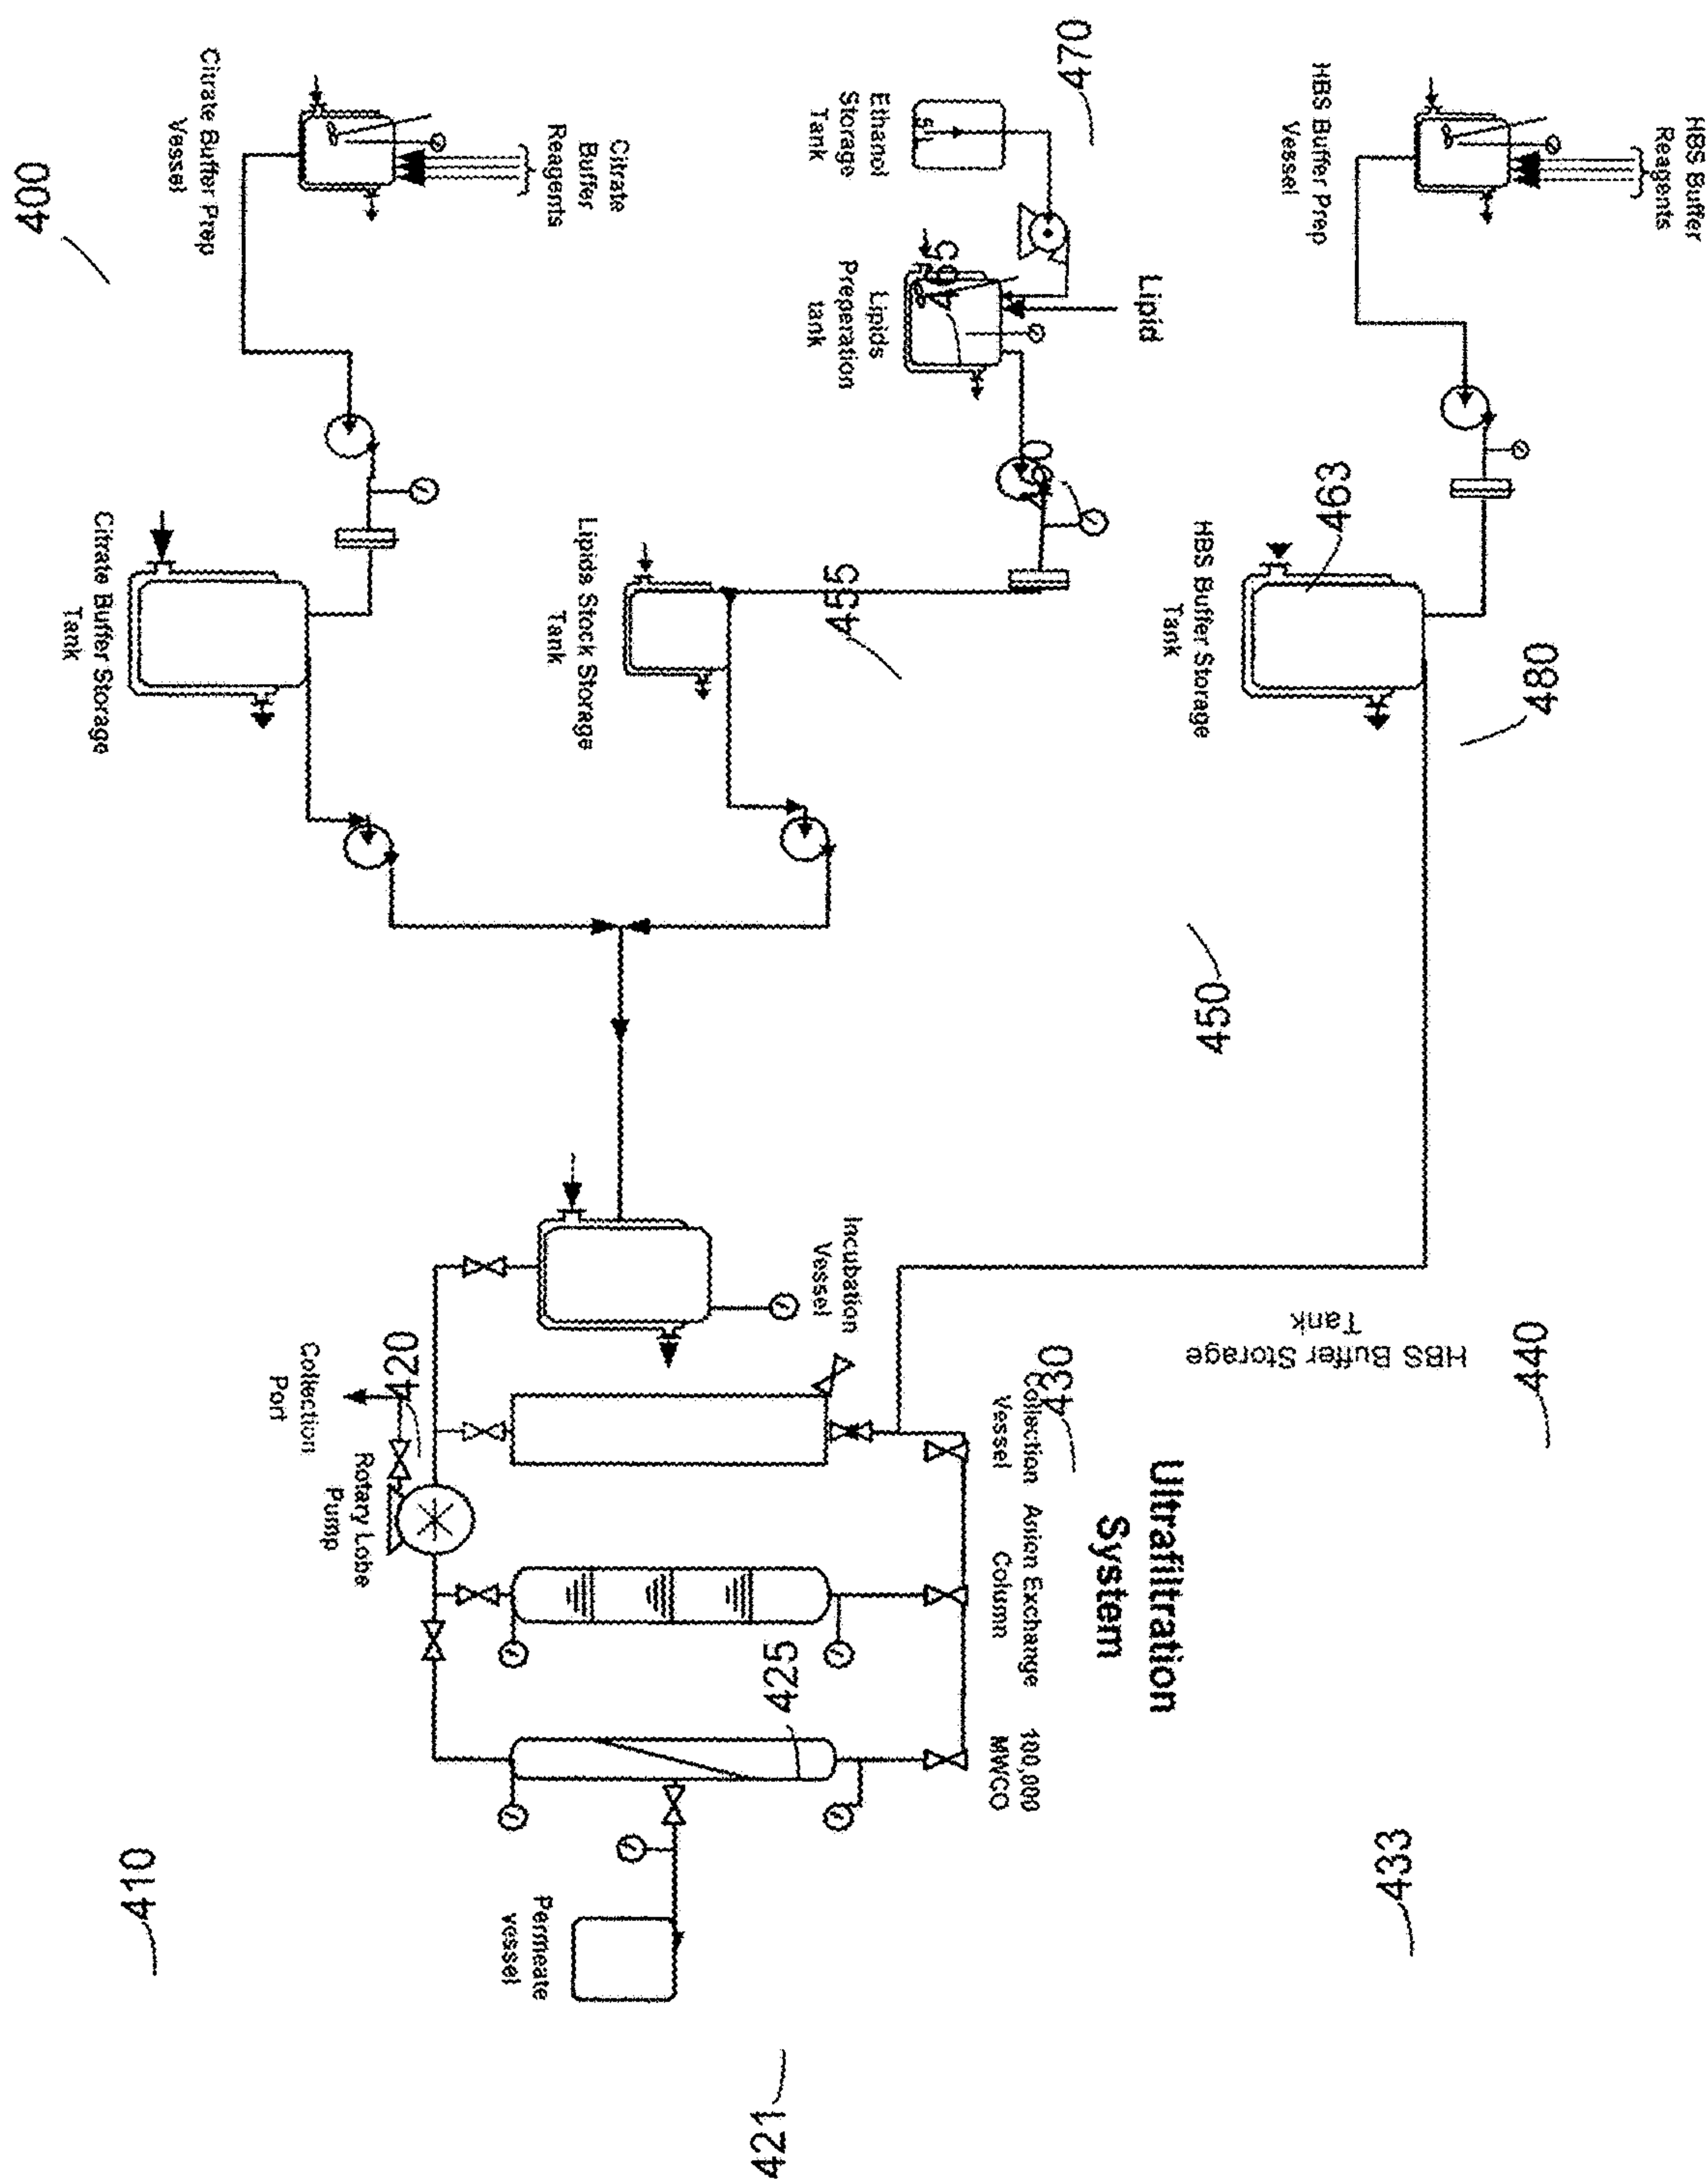 HBS Buffer
Reagents
HBS Buffer Prep
Vessel
463
HBS Buffer Storage
Tank
480
HBS Buffer Storage
Tank
440
470
Ethanol
Storage
Tank
Lipid
465
Lipids
Preperation
tank
Lipids Stock Storage
Tank
455
450
Citrate
Buffer
Reagents
Citrate Buffer Prep
Vessel
400
Citrate Buffer Storage
Tank
Incubation
Vessel
Ultrafiltration
System
430
Collection
Vessel
Anion Exchange
Column
100,000
MWCO
433
425
420
Collection
Port
Rotary Lobe
Pump
Permeate
vessel
410
421